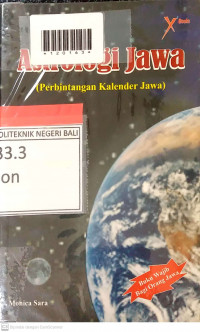 X
Astrologi Jawa
(Perbintangan Kalender Jawa)
POLITEKNIK NEGERI BALI
33.3
on
Buku Wajib
Bagi Orang Jawa
Monica Sara